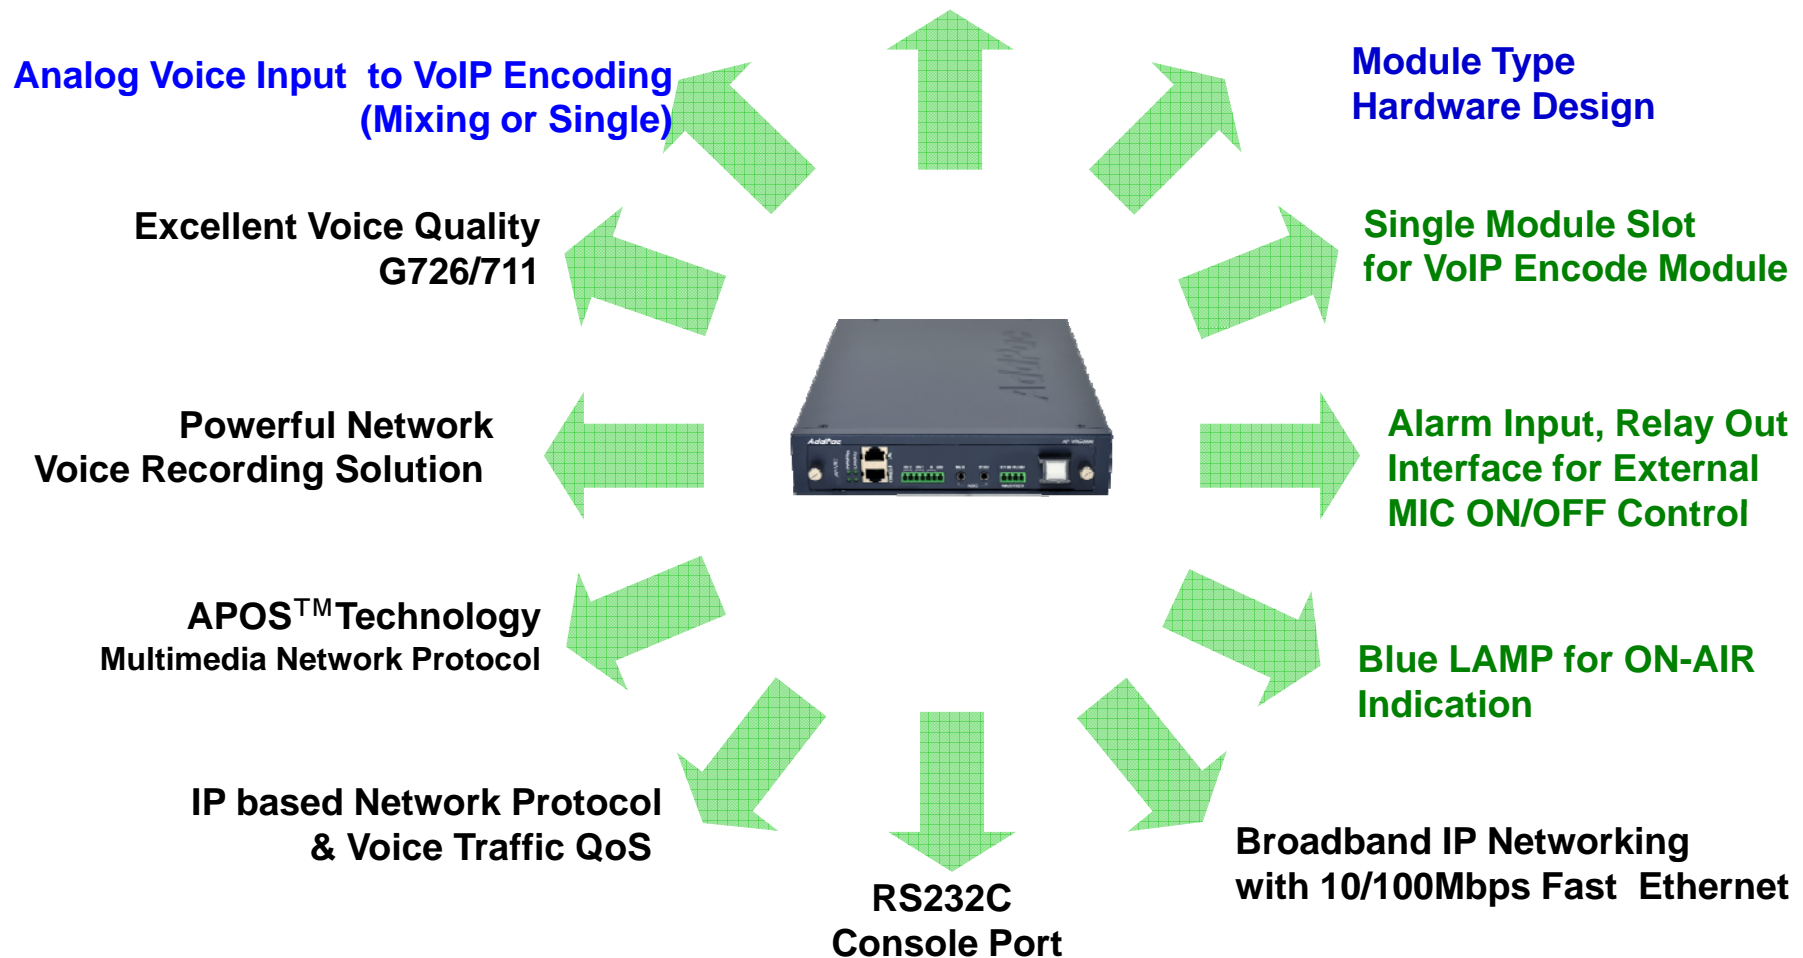 Analog Voice Input  to VoIP Encoding
(Mixing or Single)
Module Type
Hardware Design
Excellent Voice Quality
G726/711
Single Module Slot
for VoIP Encode Module
Powerful Network
Voice Recording Solution
AddPac
AddPac
Alarm Input, Relay Out
Interface for External
MIC ON/OFF Control
APOS™Technology
Multimedia Network Protocol
Blue LAMP for ON-AIR
Indication
IP based Network Protocol
& Voice Traffic QoS
Broadband IP Networking
with 10/100Mbps Fast  Ethernet
RS232C
Console Port